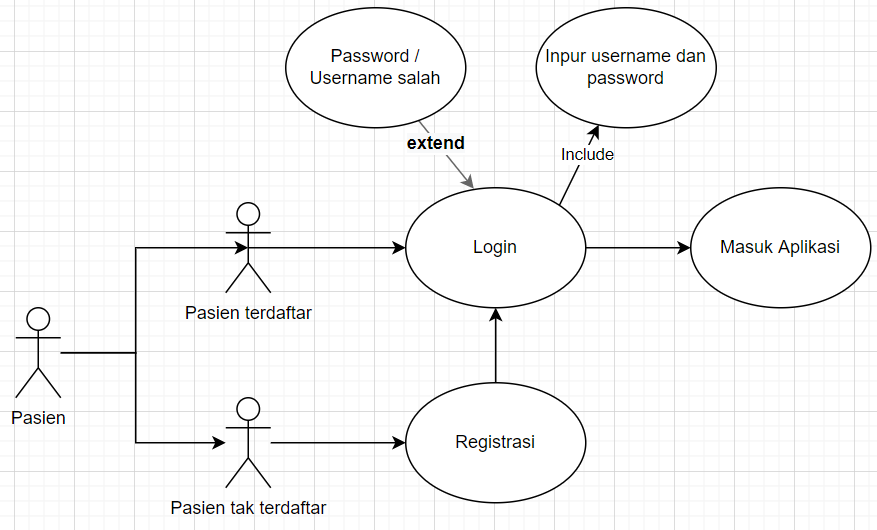 Password /
Username salah
Inpur username dan
password
extend
Include
Login
Masuk Aplikasi
Pasien terdaftar
Pasien
Registrasi
Pasien tak terdaftar